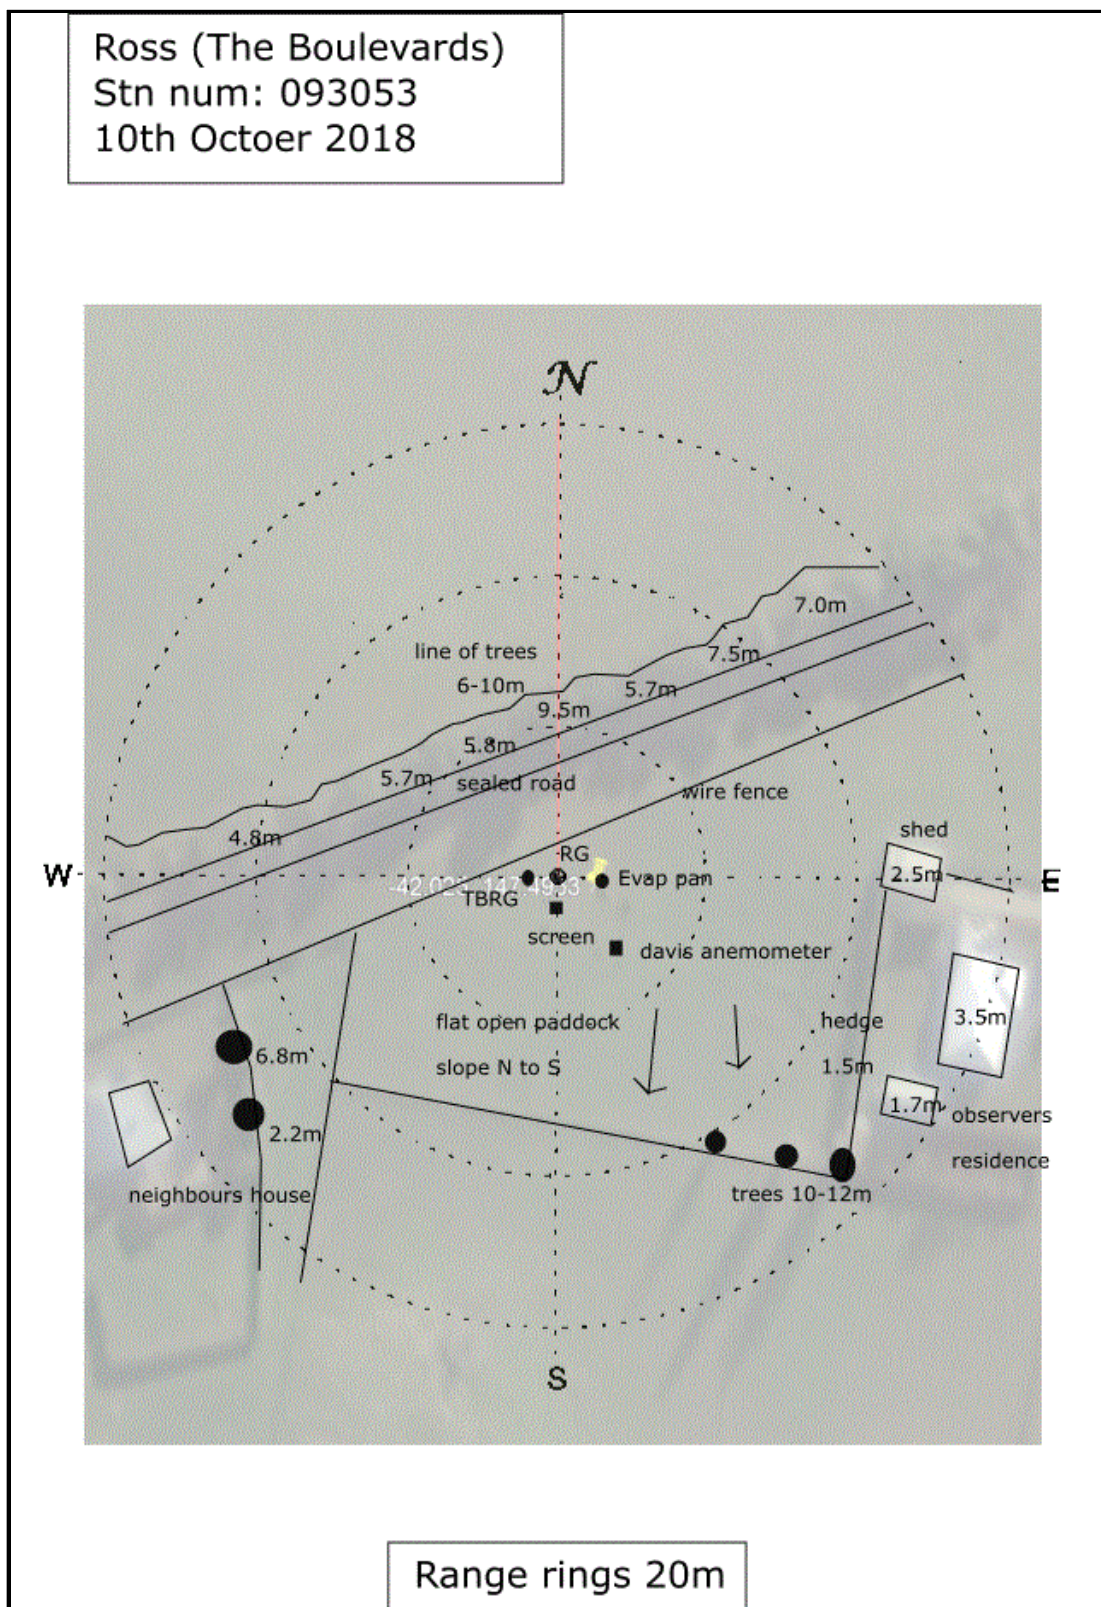 Ross (The Boulevards)
Stn num: 093053
10th Octoer 2018
N
7.0m
line of trees
7.5m
6-10m
5.7m
9.5m
5.8m
5.7m
sealed road
wire fence
4.8m
shed
RG
W
2.5m
E
Evap pan
TBRG
screen
davis anemometer
flat open paddock
hedge
3.5m
6.8m
slope N to S
1.5m
1.7m
observers
2.2m
residence
neighbours house
trees 10-12m
S
Range rings 20m